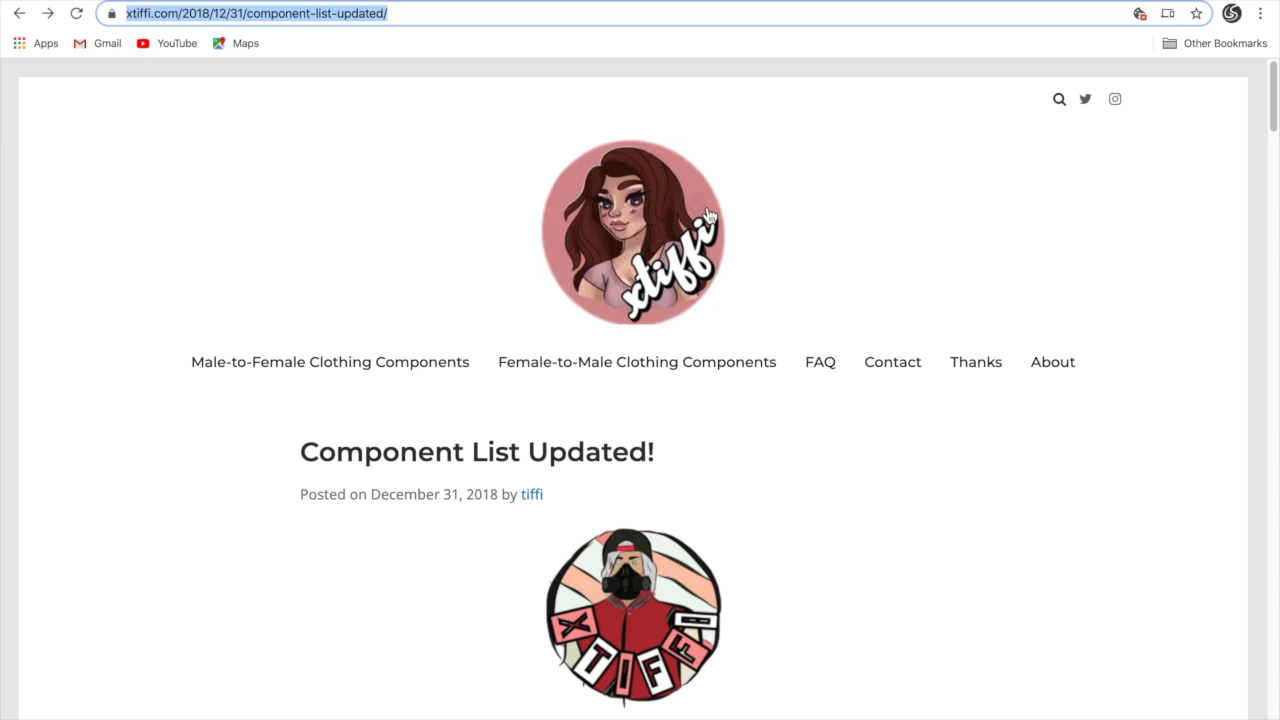 xtiffi.com/2018/12/31/component-list-updated/
Apps Gmail YouTube Maps Other Bookmarks
xtiffi
Male-to-Female Clothing Components Female-to-Male Clothing Components FAQ Contact Thanks About
Component List Updated!
Posted on December 31, 2018 by tiffi
XTIFFI